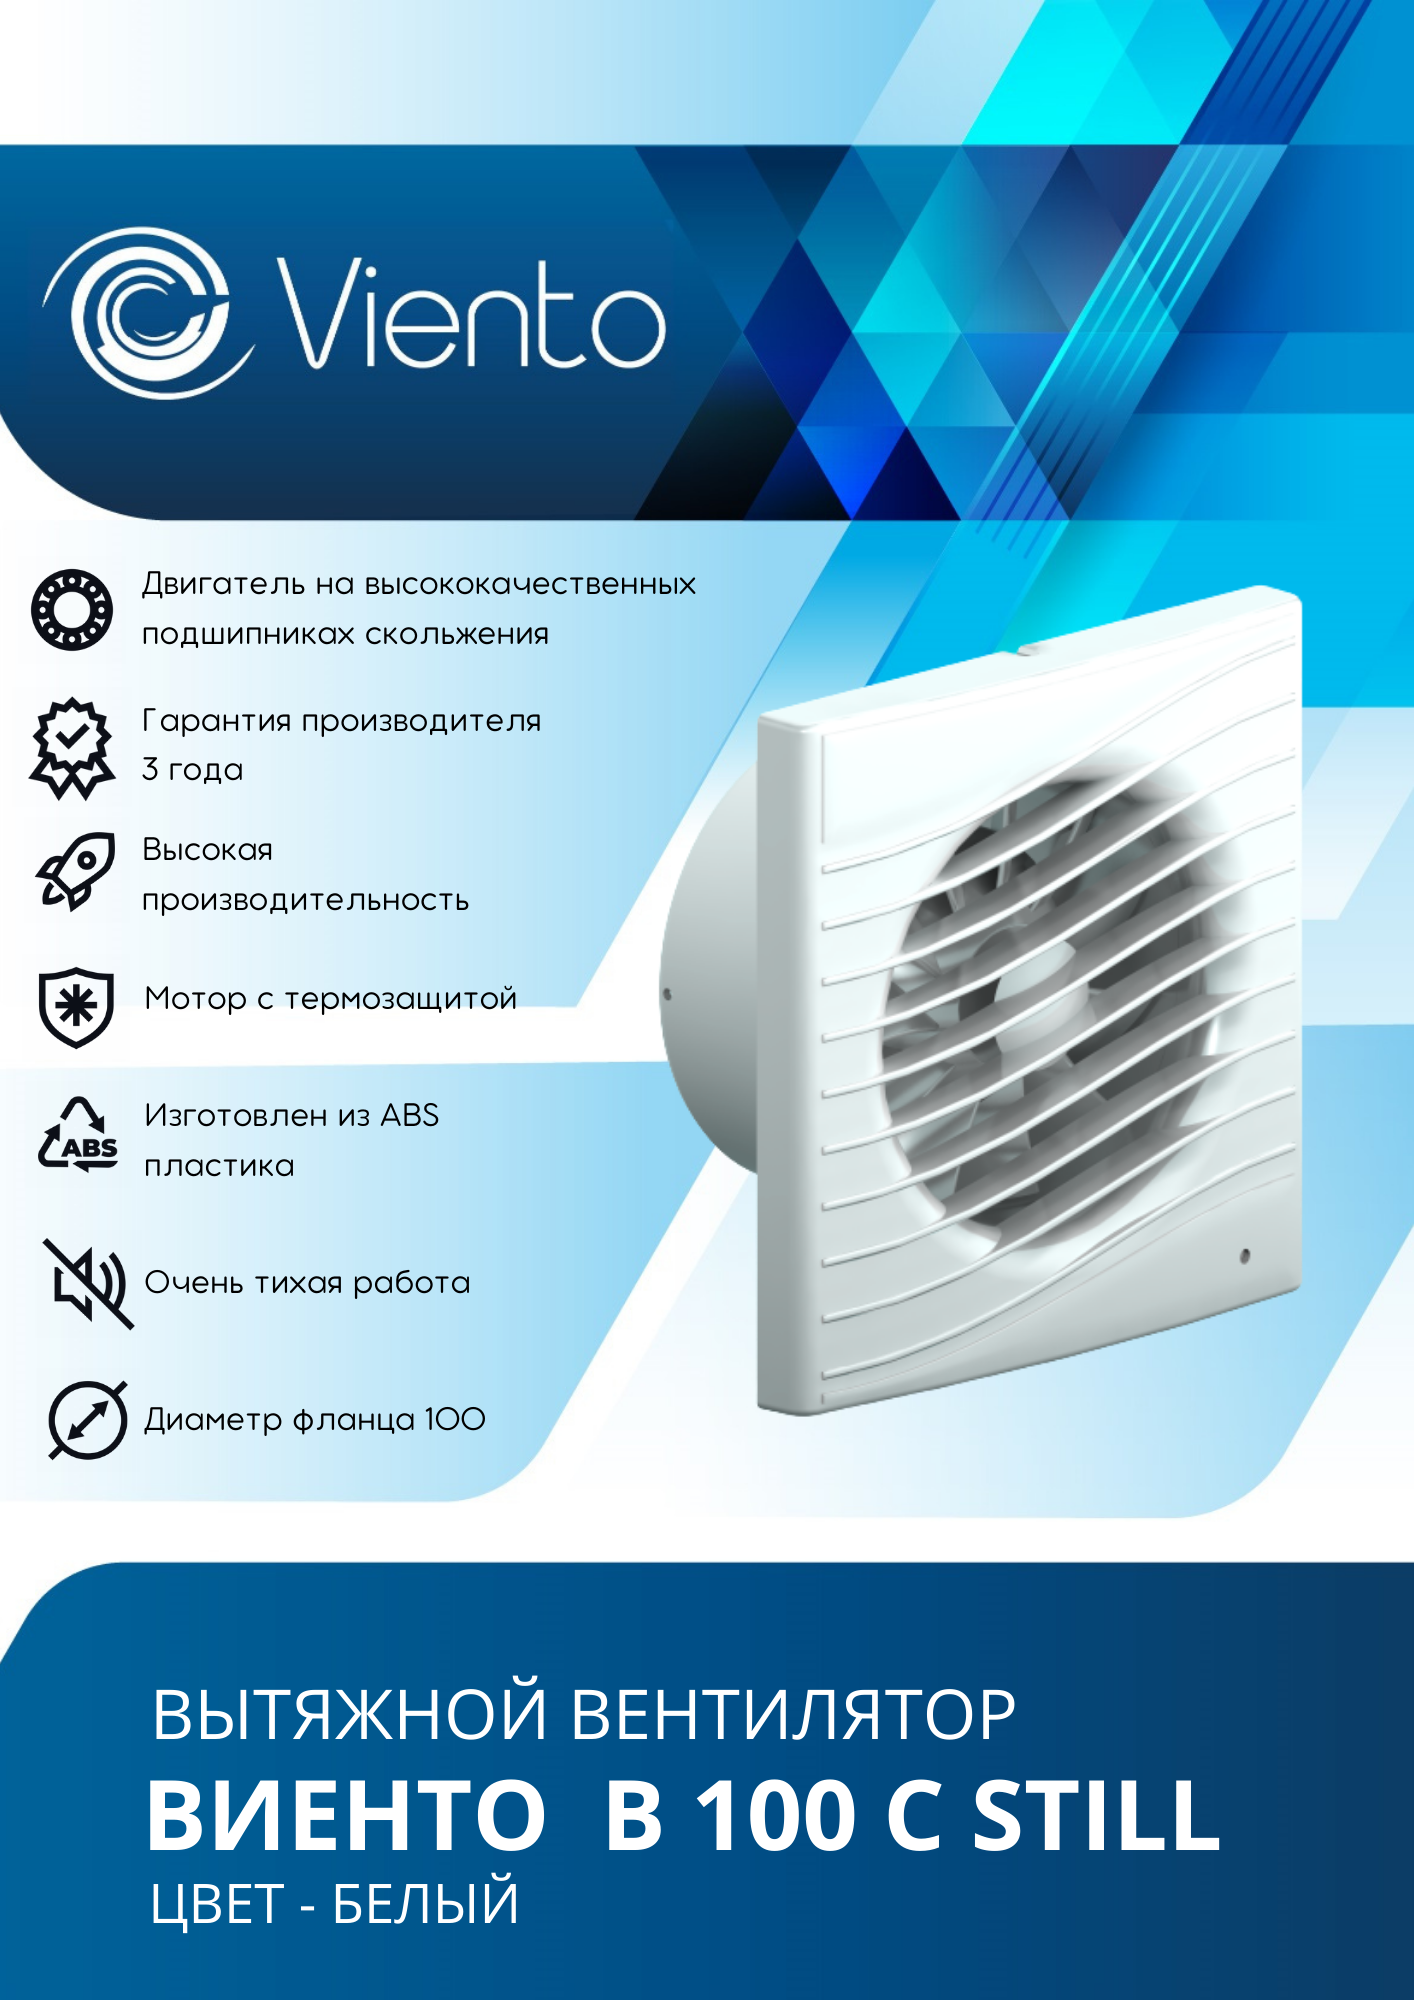 Viento
Двигатель на высококачественных
подшипниках скольжения
Гарантия производителя
3 года
Высокая
производительность
Мотор с термозащитой
ABS
Изготовлен из ABS
пластика
Очень тихая работа
Диаметр фланца 100
ВЫТЯЖНОЙ ВЕНТИЛЯТОР
ВИЕНТО В 100 С STILL
ЦВЕТ - БЕЛЫЙ